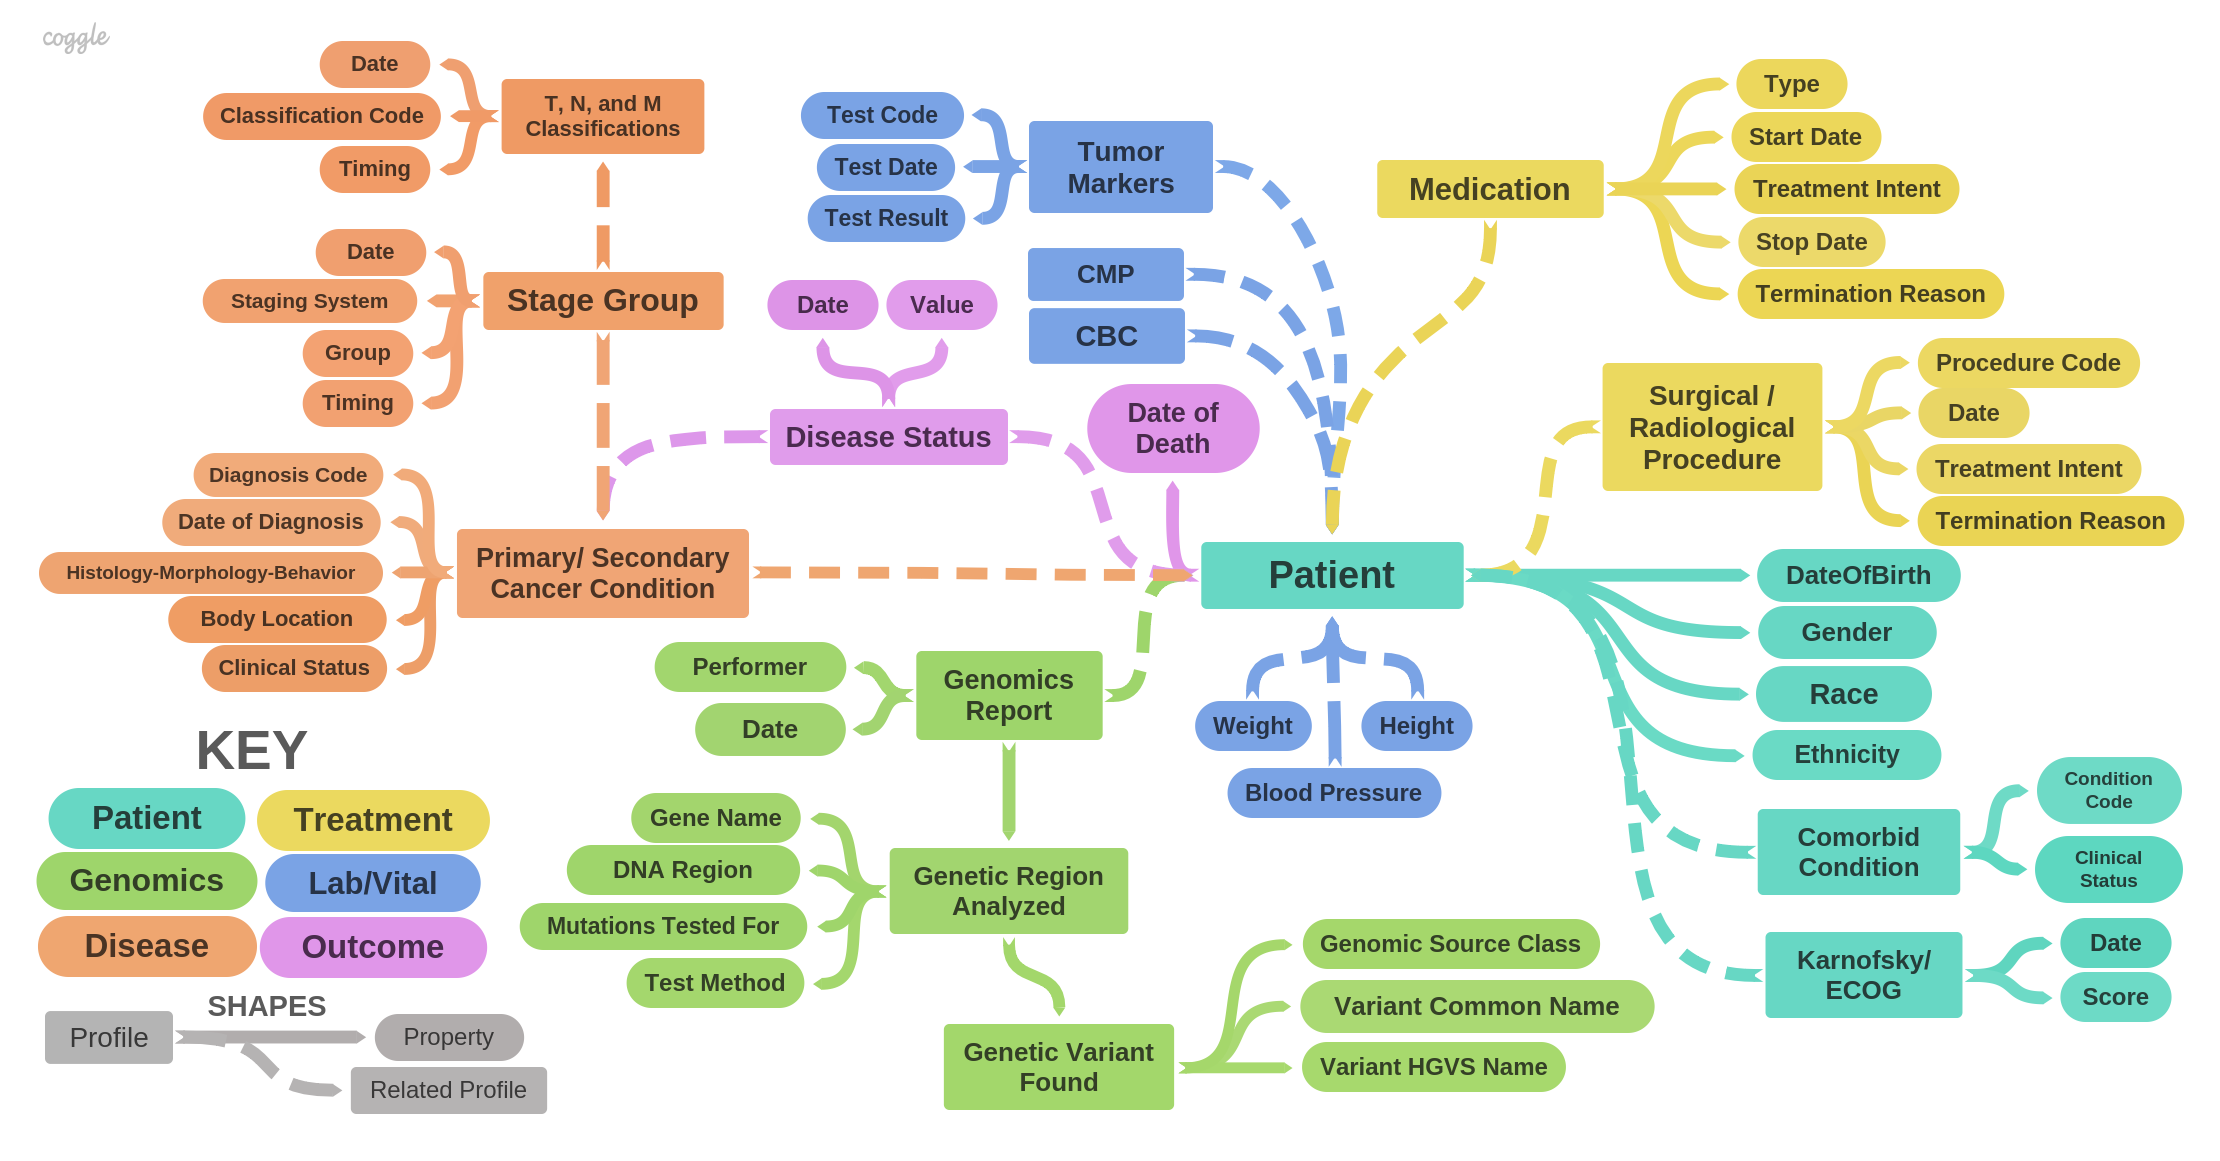 coggle
Date
Classification Code
Timing
T, N, and M
Classifications
Date
Staging System
Group
Timing
Stage Group
Diagnosis Code
Date of Diagnosis
Histology-Morphology-Behavior
Body Location
Clinical Status
Primary/ Secondary
Cancer Condition
Test Code
Test Date
Test Result
Tumor
Markers
CMP
CBC
Date
Value
Disease Status
Date of
Death
Medication
Type
Start Date
Treatment Intent
Stop Date
Termination Reason
Surgical /
Radiological
Procedure
Procedure Code
Date
Treatment Intent
Termination Reason
Patient
DateOfBirth
Gender
Race
Ethnicity
Comorbid
Condition
Condition
Code
Clinical
Status
Karnofsky/
ECOG
Date
Score
Weight
Height
Blood Pressure
Performer
Date
Genomics
Report
Gene Name
DNA Region
Mutations Tested For
Test Method
Genetic Region
Analyzed
Genetic Variant
Found
Genomic Source Class
Variant Common Name
Variant HGVS Name
KEY
Patient
Treatment
Genomics
Lab/Vital
Disease
Outcome
SHAPES
Profile
Property
Related Profile